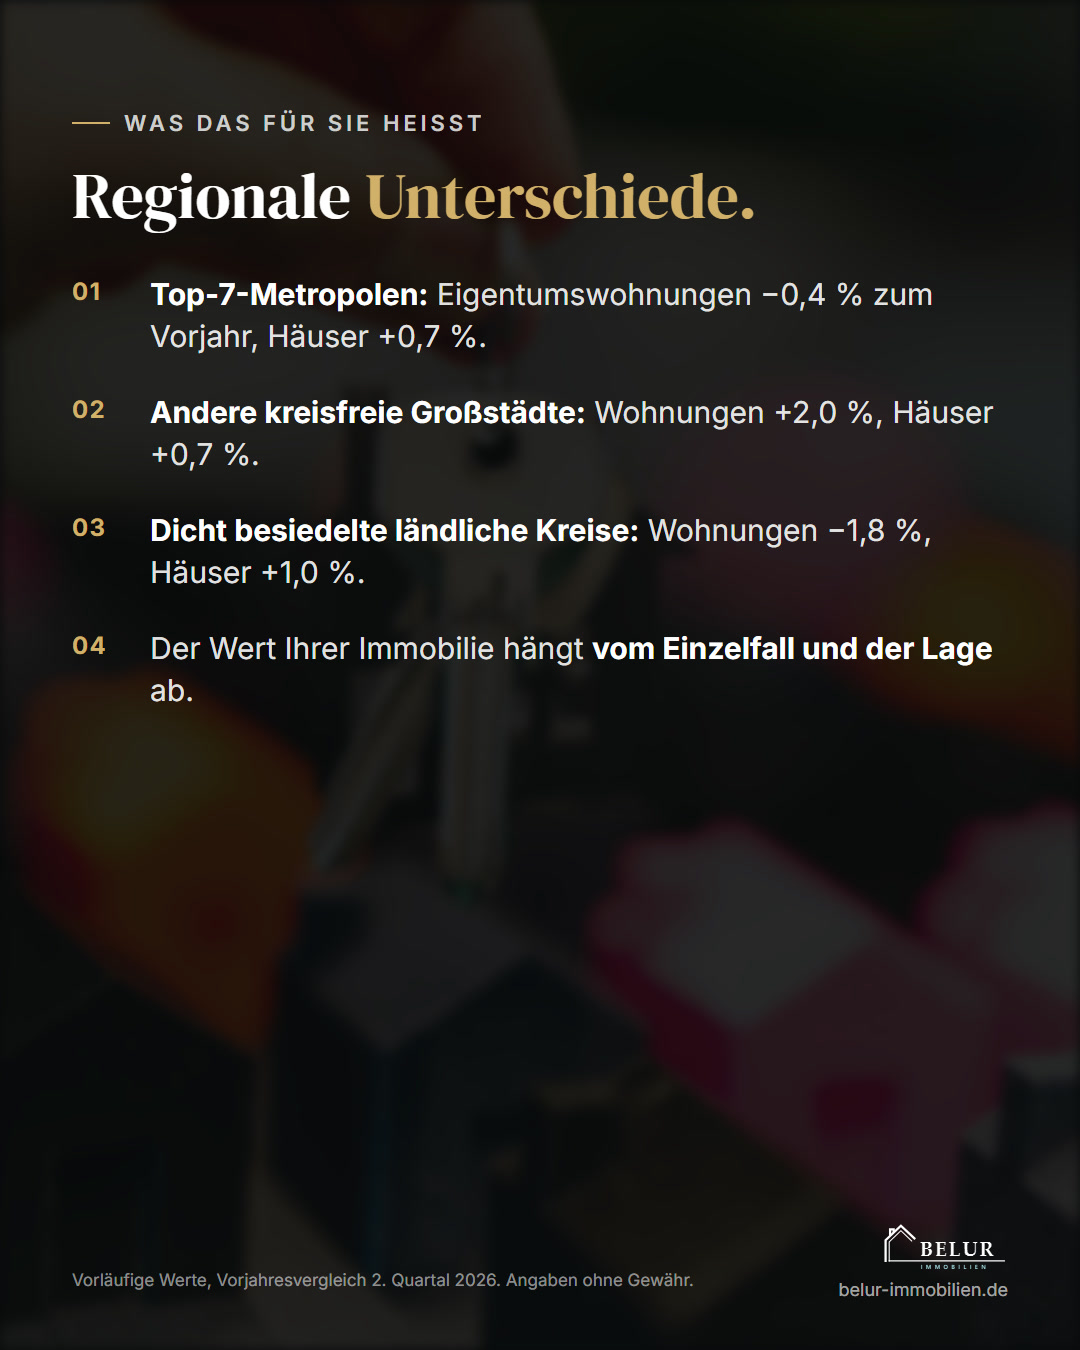 WAS DAS FÜR SIE HEISST
Regionale Unterschiede.
01 Top-7-Metropolen: Eigentumswohnungen −0,4 % zum
Vorjahr, Häuser +0,7 %.
02 Andere kreisfreie Großstädte: Wohnungen +2,0 %, Häuser
+0,7 %.
03 Dicht besiedelte ländliche Kreise: Wohnungen −1,8 %,
Häuser +1,0 %.
04 Der Wert Ihrer Immobilie hängt vom Einzelfall und der Lage
ab.
BELUR
IMMOBILIEN
Vorläufige Werte, Vorjahresvergleich 2. Quartal 2026. Angaben ohne Gewähr.
belur-immobilien.de